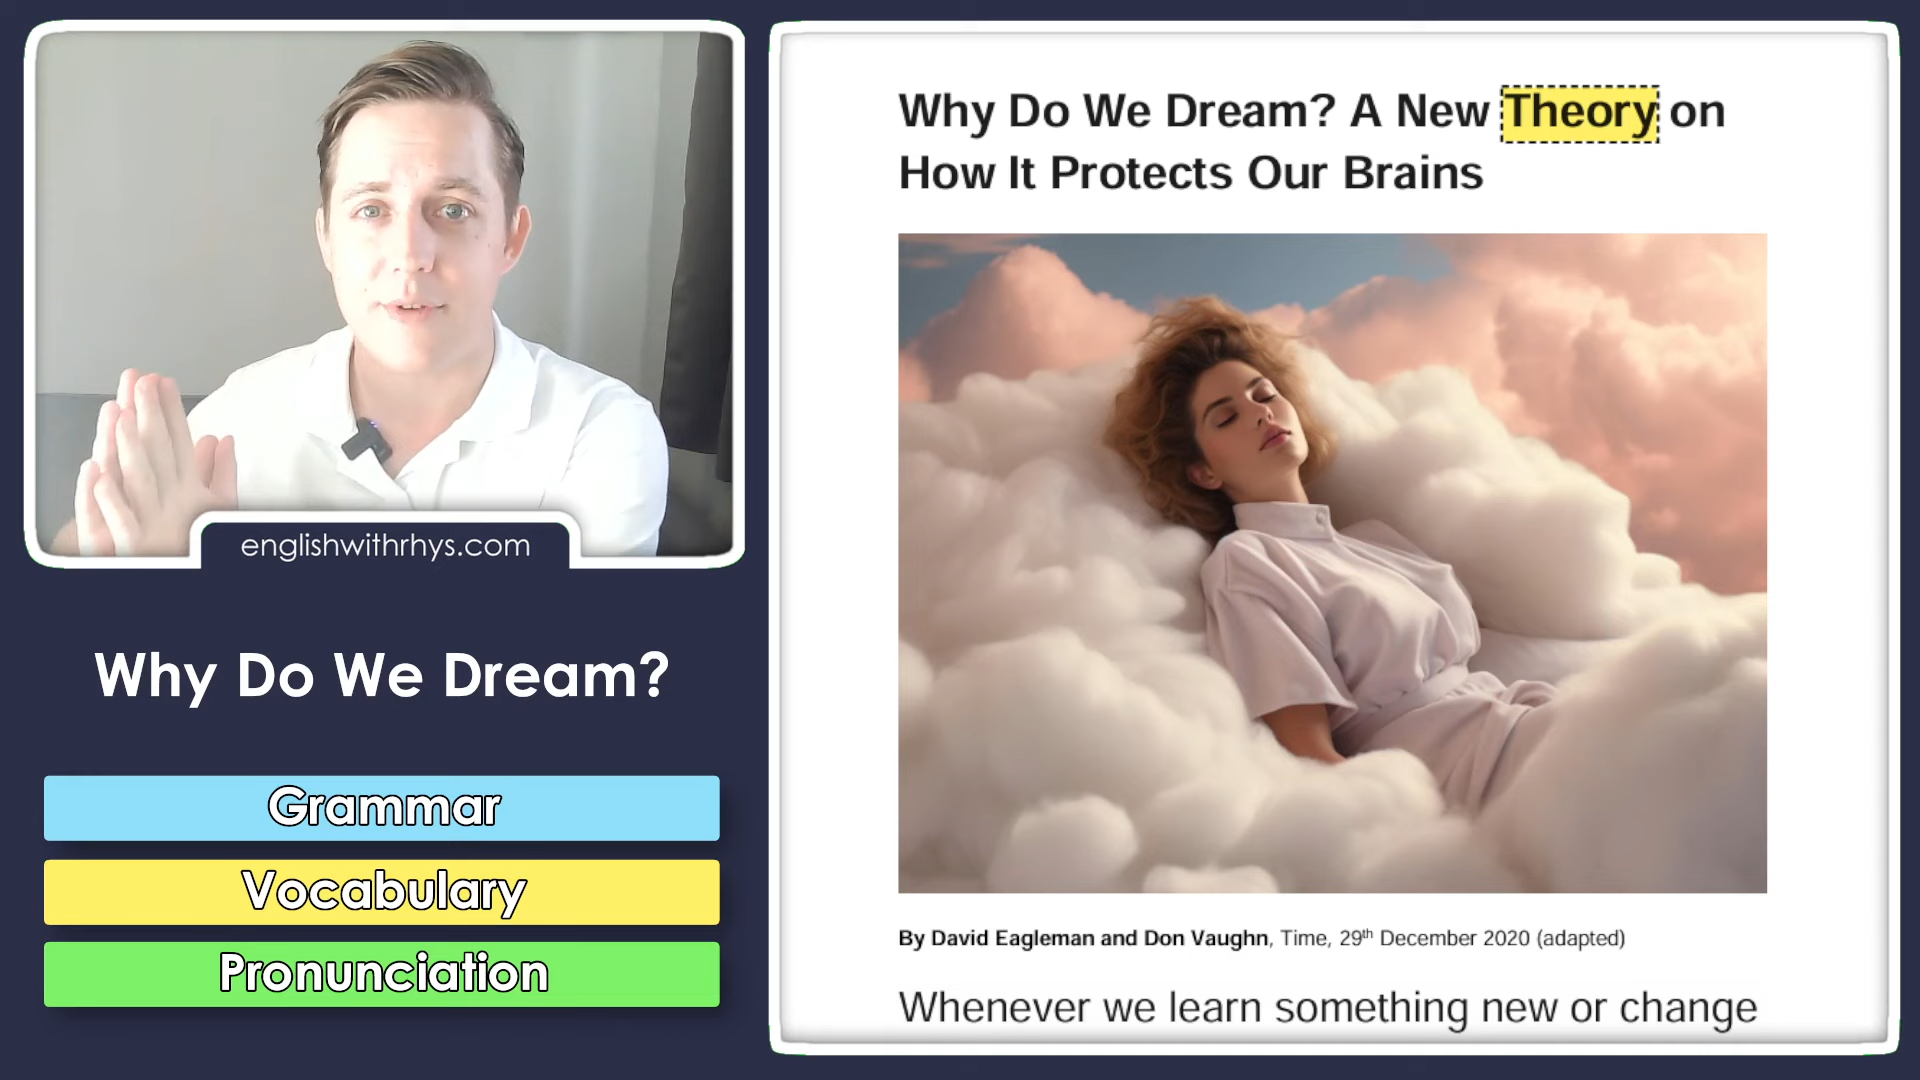 englishwithrhys.com
Why Do We Dream?
Grammar
Vocabulary
Pronunciation
Why Do We Dream? A New Theory on
How It Protects Our Brains
By David Eagleman and Don Vaughn, Time, 29th December 2020 (adapted)
Whenever we learn something new or change